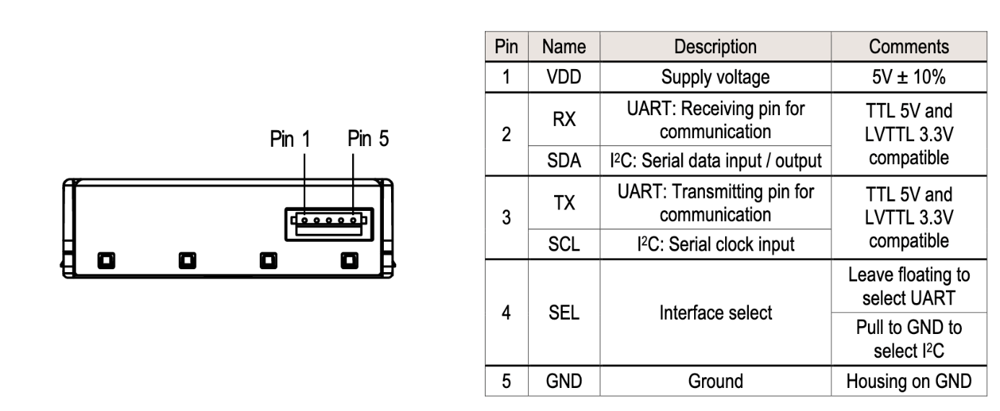 Pin 1 Pin 5
Pin Name Description Comments
1 VDD Supply voltage 5V ± 10%
2 RX UART: Receiving pin for
communication
TTL 5V and
LVTTL 3.3V
compatible
SDA I²C: Serial data input / output
3 TX UART: Transmitting pin for
communication
TTL 5V and
LVTTL 3.3V
compatible
SCL I²C: Serial clock input
4 SEL Interface select Leave floating to
select UART
Pull to GND to
select I²C
5 GND Ground Housing on GND